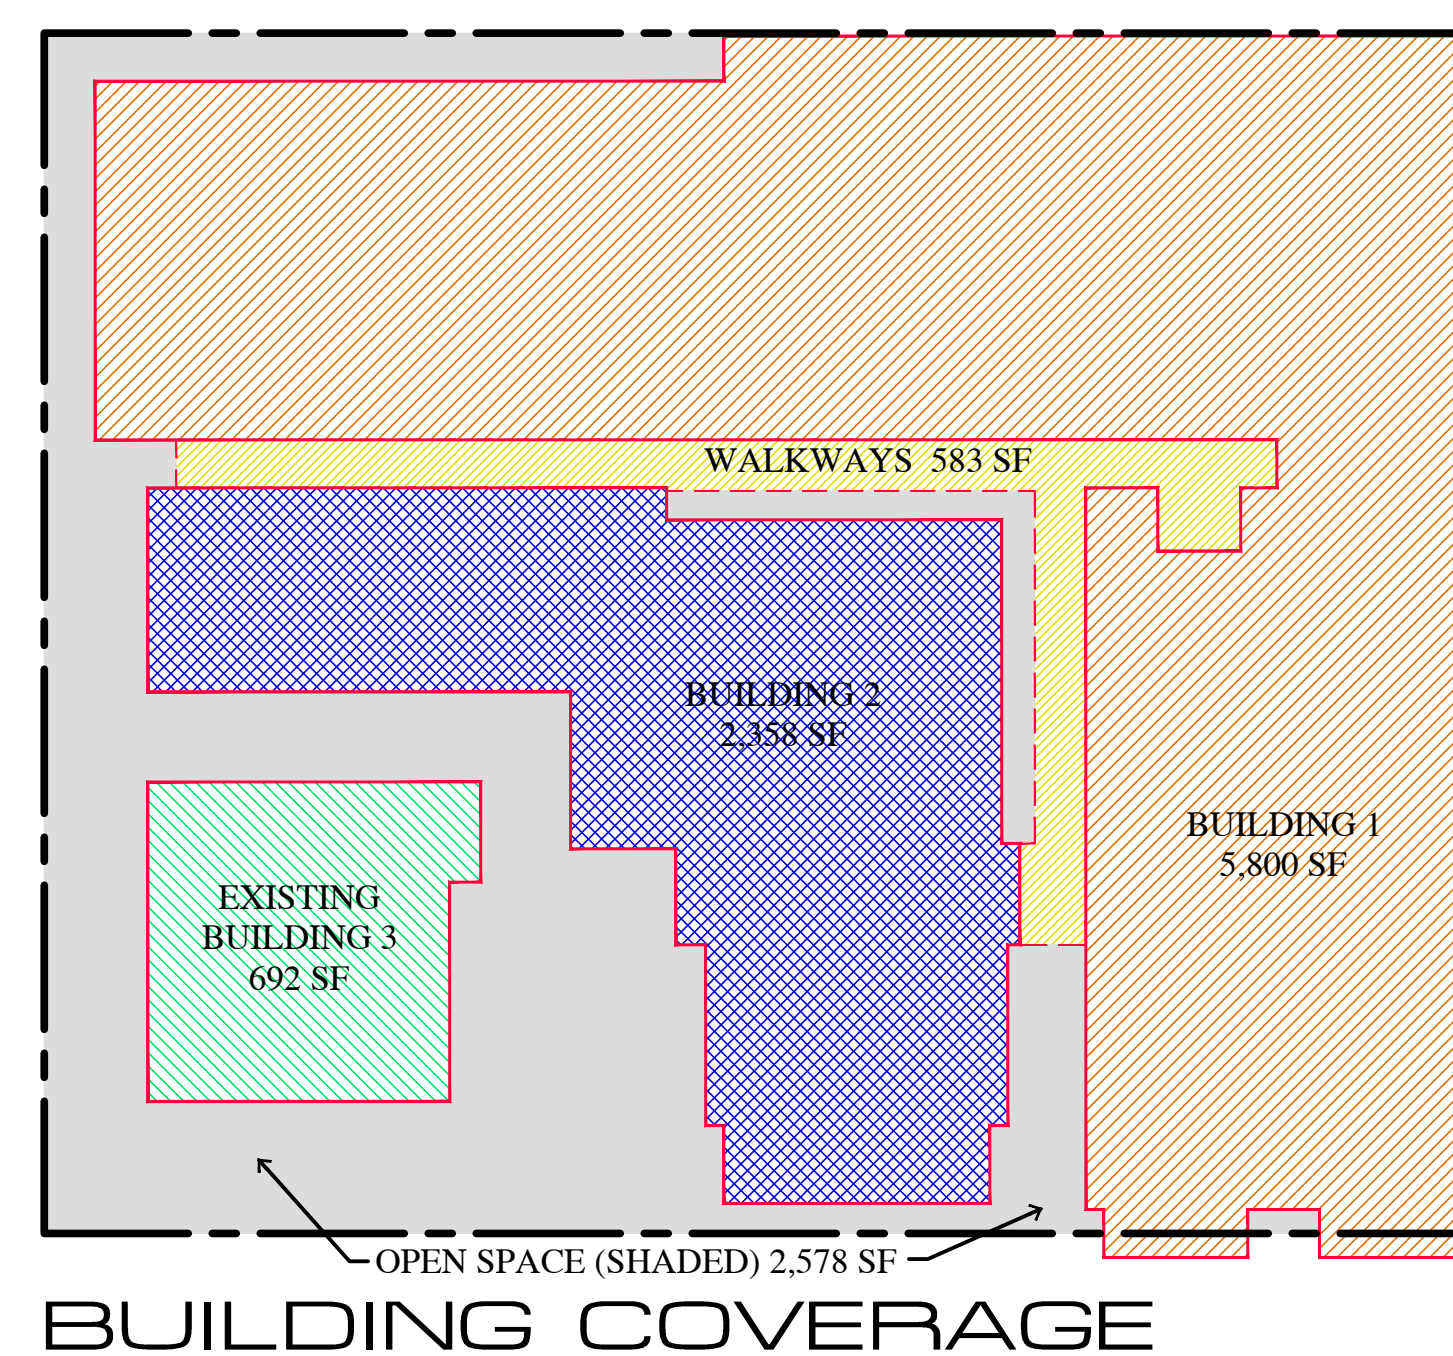 WALKWAYS 583 SF
BUILDING 2
2,358 SF
BUILDING 1
5,800 SF
EXISTING
BUILDING 3
692 SF
OPEN SPACE (SHADED) 2,578 SF
BUILDING COVERAGE